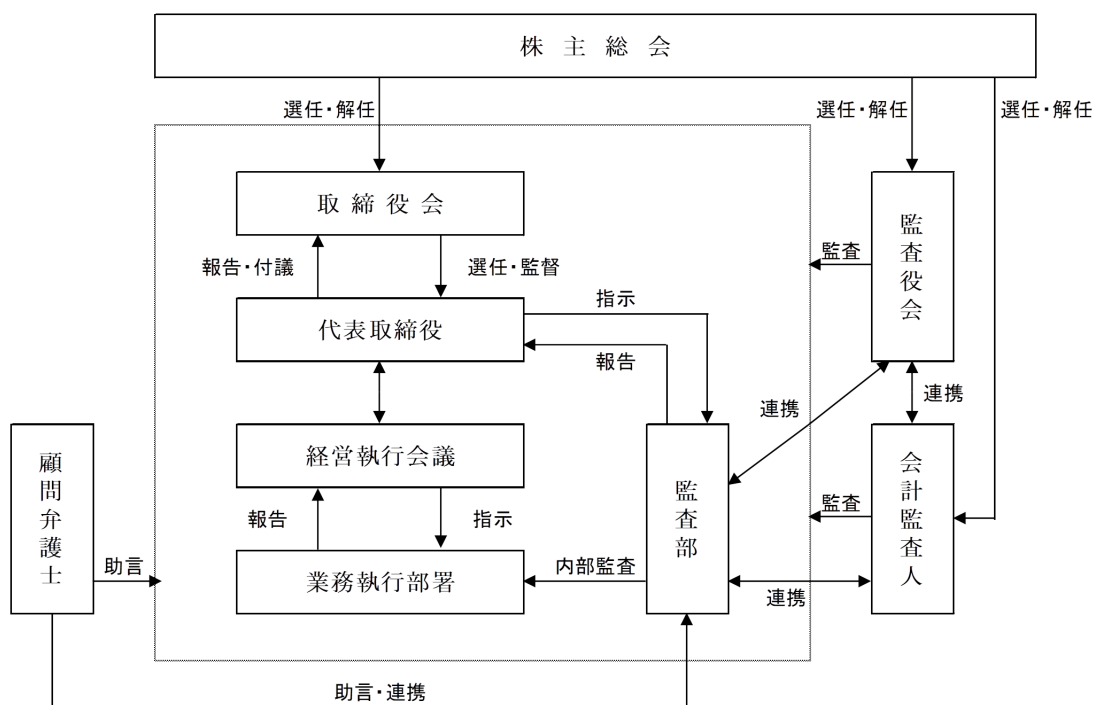 株主総会
選任・解任
選任・解任
選任・解任
取締役会
監査役会
報告・付議
選任・監督
監査
代表取締役
指示
報告
連携
連携
顧問弁護士
経営執行会議
監査部
会計監査人
報告
指示
監査
助言
業務執行部署
内部監査
連携
助言・連携